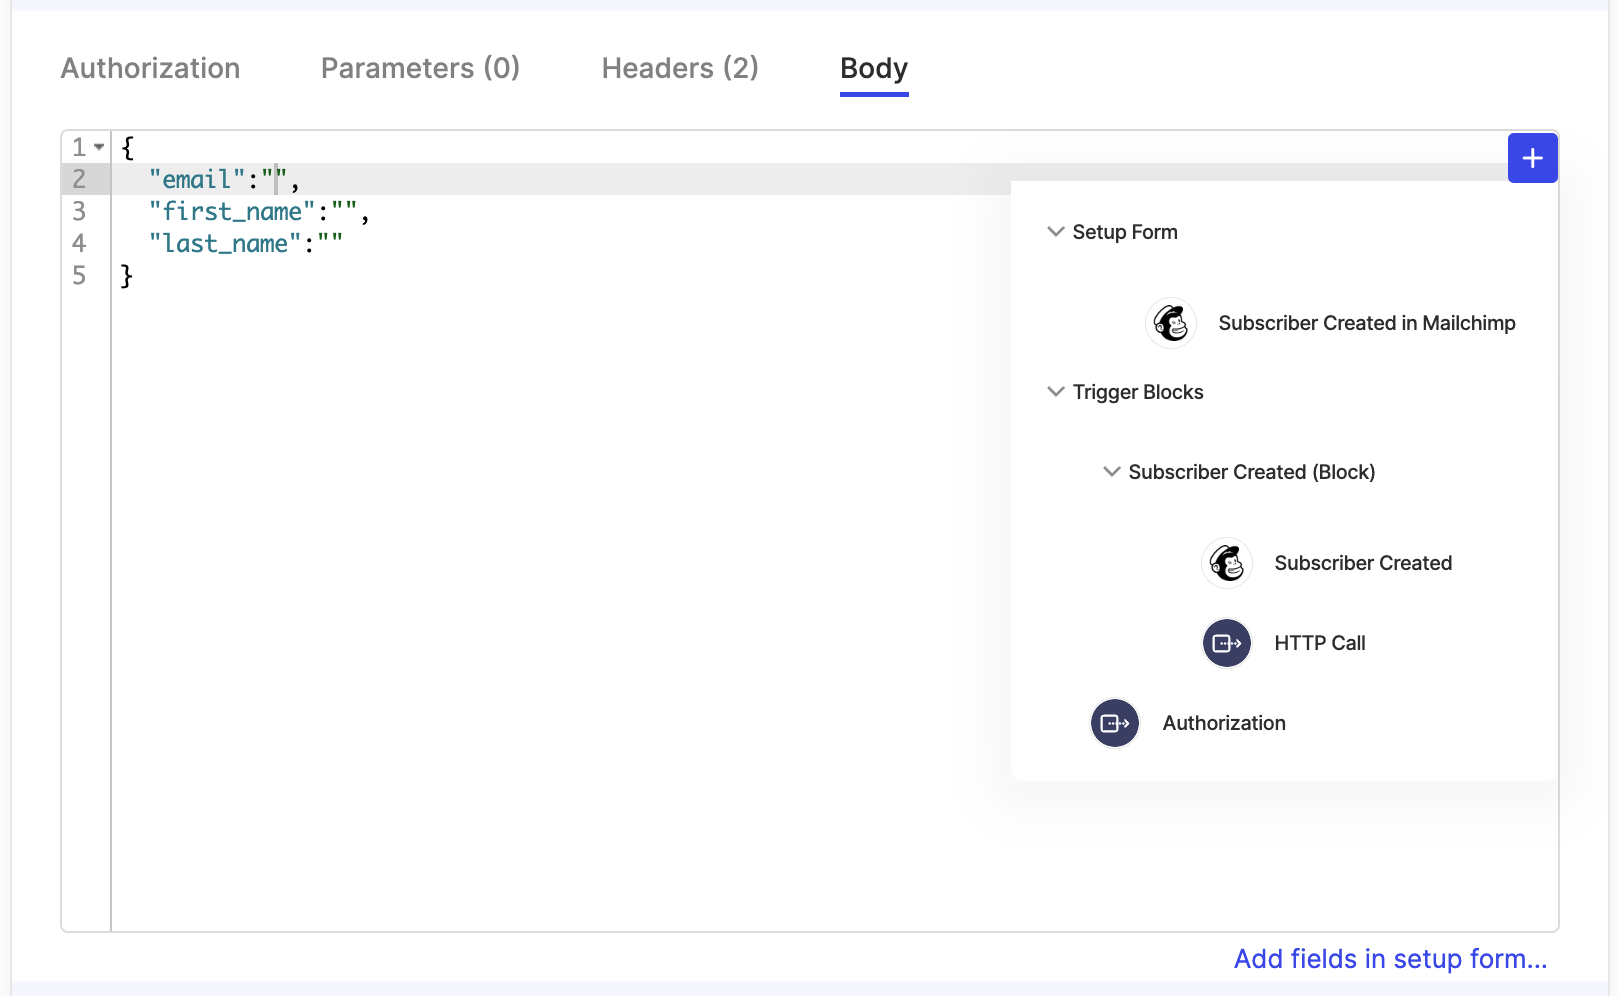 Authorization Parameters (0) Headers (2) Body
1 {
2 "email":"",
3 "first_name":"",
4 "last_name":""
5 }
Setup Form
Subscriber Created in Mailchimp
Trigger Blocks
Subscriber Created (Block)
Subscriber Created
HTTP Call
Authorization
Add fields in setup form...